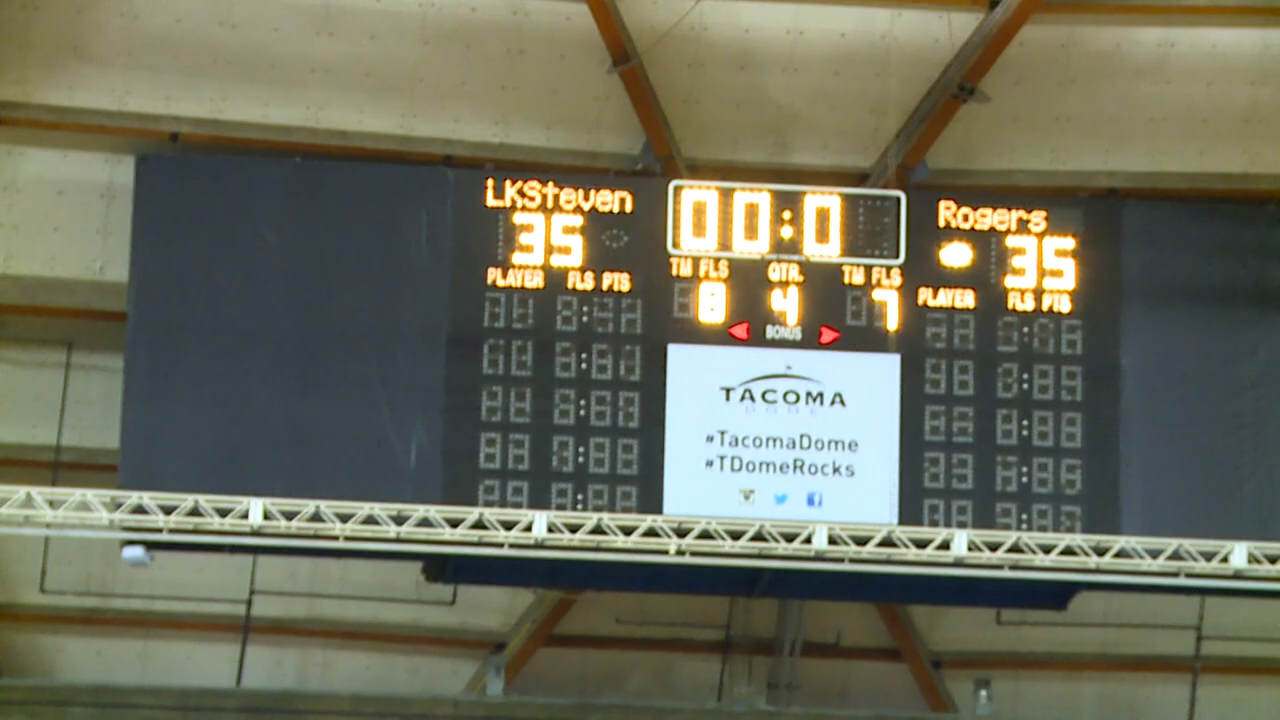 LKSteven
00:0
Rogers
35
35
PLAYER FLS PTS
TM FLS
QTR.
TM FLS
PLAYER FLS PTS
8
4
7
BONUS
TACOMA
DOME
#TacomaDome
#TDomeRocks